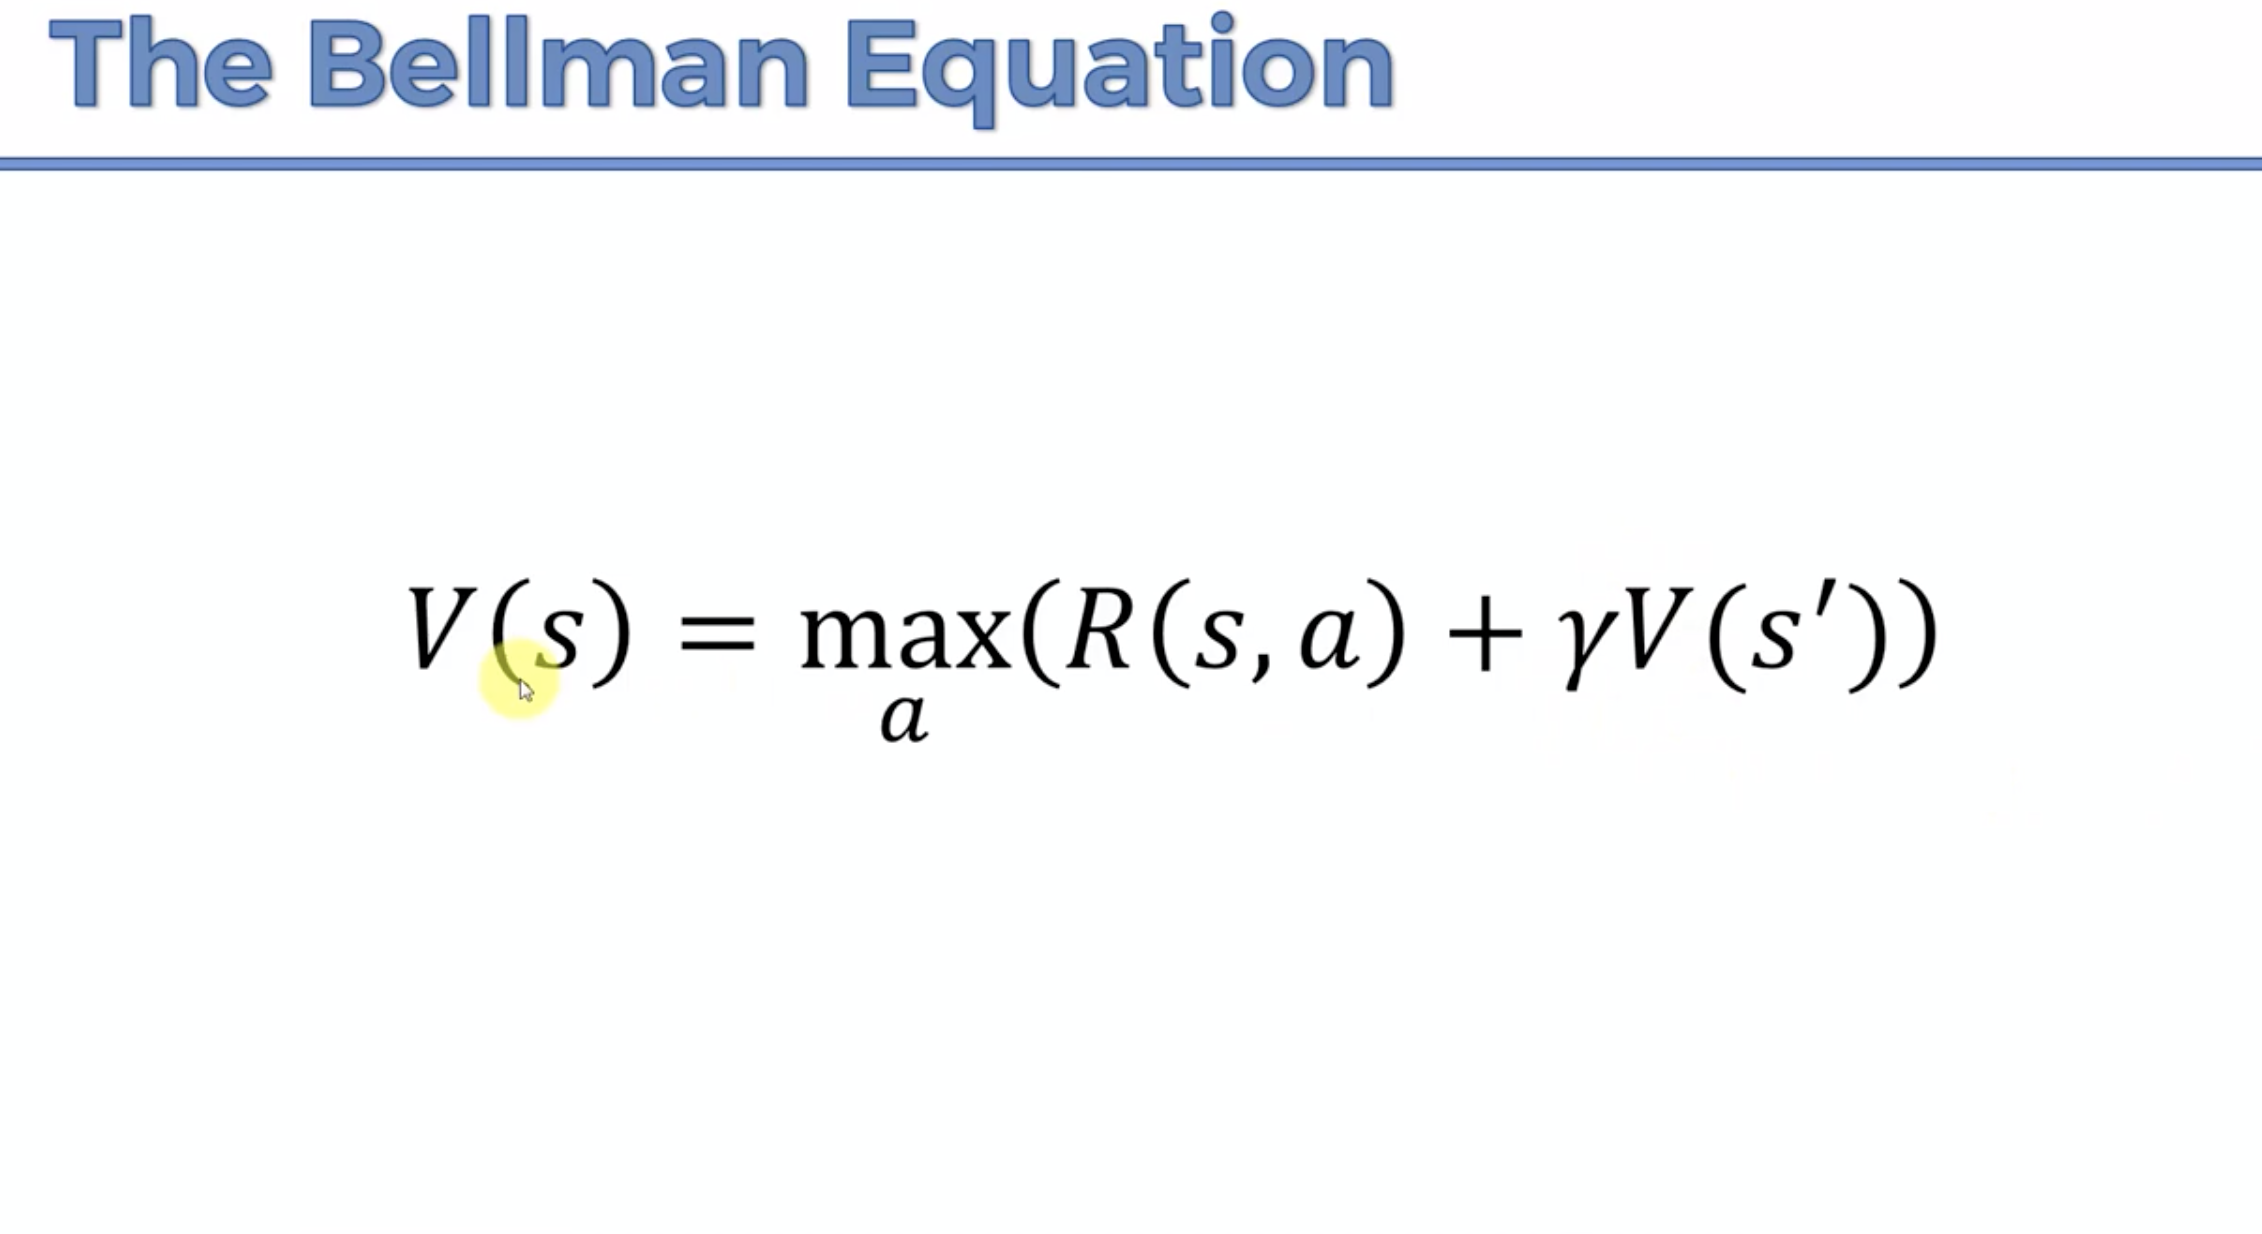 The Bellman Equation
V(s) = max(R(s, a) + γV(s′))
a